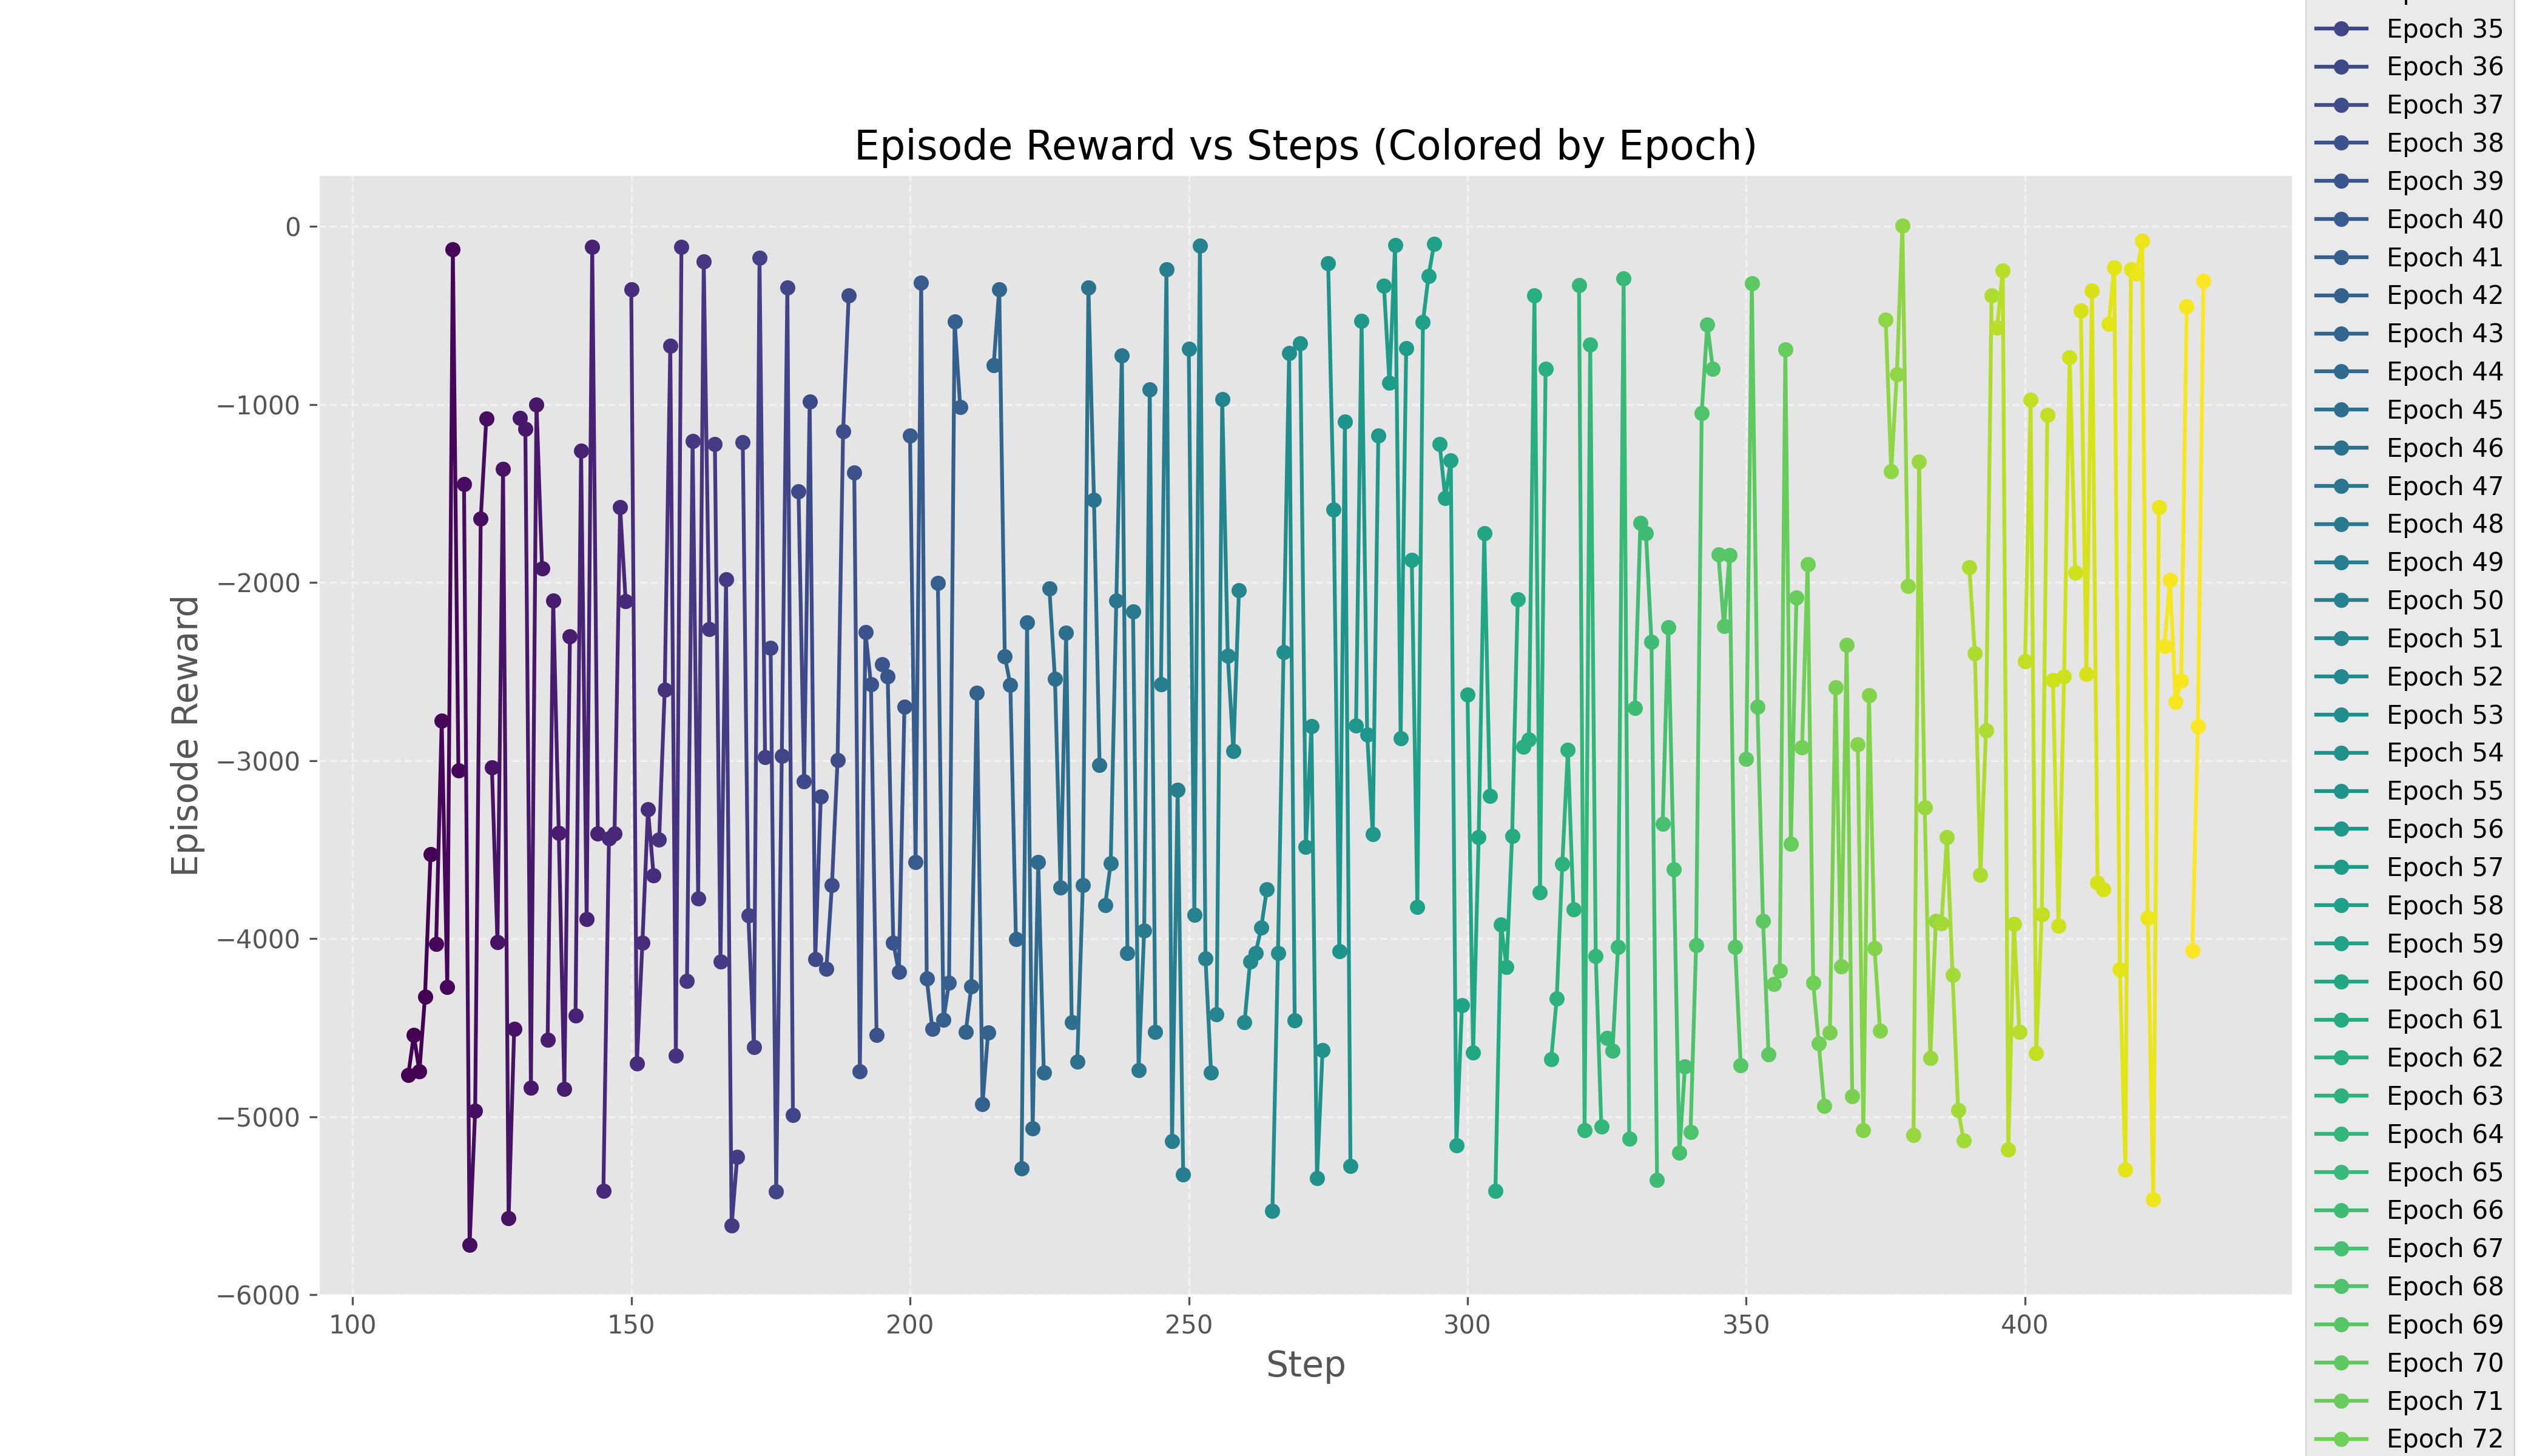 Episode Reward vs Steps (Colored by Epoch)
Episode Reward
0
−1000
−2000
−3000
−4000
−5000
−6000
100
150
200
250
300
350
400
Step
Epoch 35
Epoch 36
Epoch 37
Epoch 38
Epoch 39
Epoch 40
Epoch 41
Epoch 42
Epoch 43
Epoch 44
Epoch 45
Epoch 46
Epoch 47
Epoch 48
Epoch 49
Epoch 50
Epoch 51
Epoch 52
Epoch 53
Epoch 54
Epoch 55
Epoch 56
Epoch 57
Epoch 58
Epoch 59
Epoch 60
Epoch 61
Epoch 62
Epoch 63
Epoch 64
Epoch 65
Epoch 66
Epoch 67
Epoch 68
Epoch 69
Epoch 70
Epoch 71
Epoch 72